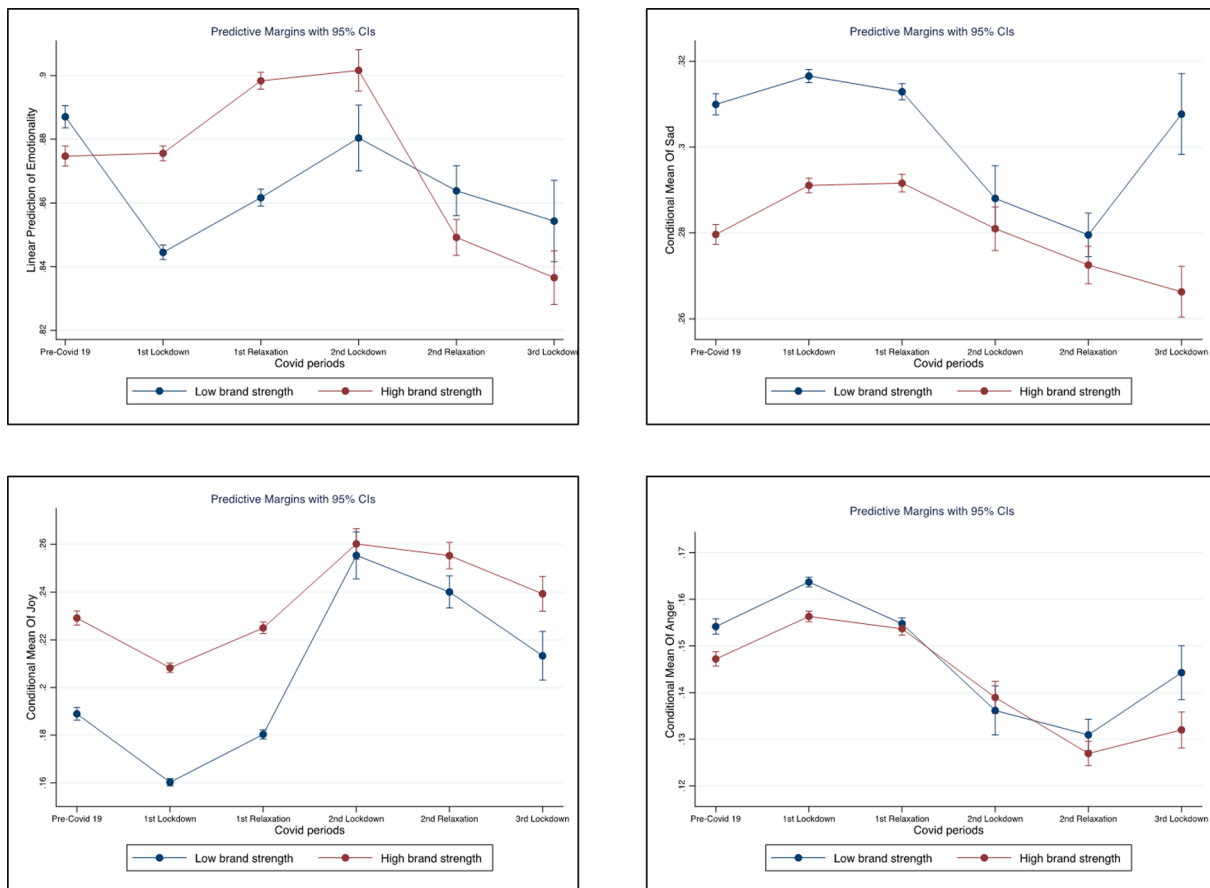 Predictive Margins with 95% CIs
Linear Prediction of Emotionality
.9
.88
.86
.84
.82
Pre-Covid 19 1st Lockdown 1st Relaxation 2nd Lockdown 2nd Relaxation 3rd Lockdown
Covid periods
Low brand strength High brand strength
Predictive Margins with 95% CIs
Conditional Mean Of Sad
.32
.3
.28
.26
Pre-Covid 19 1st Lockdown 1st Relaxation 2nd Lockdown 2nd Relaxation 3rd Lockdown
Covid periods
Low brand strength High brand strength
Predictive Margins with 95% CIs
Conditional Mean Of Joy
.26
.24
.22
.2
.18
.16
Pre-Covid 19 1st Lockdown 1st Relaxation 2nd Lockdown 2nd Relaxation 3rd Lockdown
Covid periods
Low brand strength High brand strength
Predictive Margins with 95% CIs
Conditional Mean Of Anger
.17
.16
.15
.14
.13
.12
Pre-Covid 19 1st Lockdown 1st Relaxation 2nd Lockdown 2nd Relaxation 3rd Lockdown
Covid periods
Low brand strength High brand strength